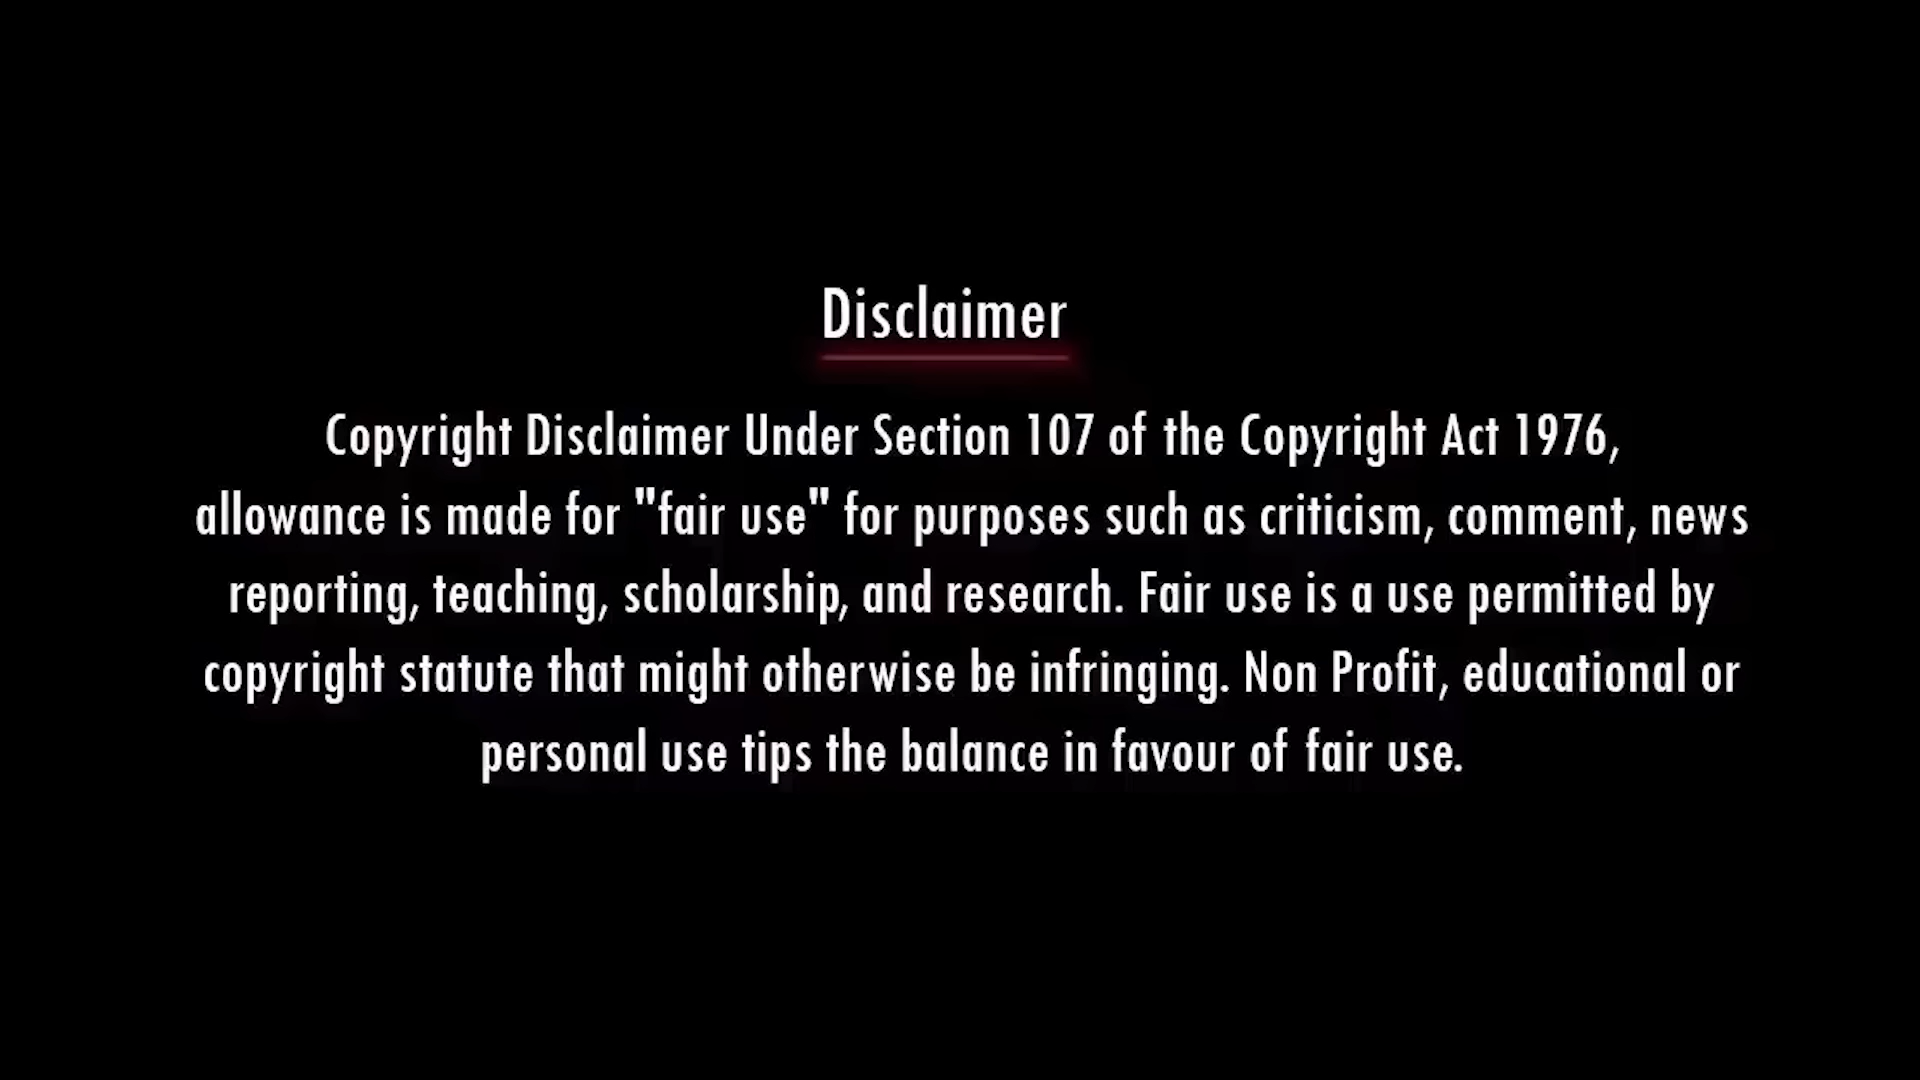 Disclaimer
Copyright Disclaimer Under Section 107 of the Copyright Act 1976,
allowance is made for "fair use" for purposes such as criticism, comment, news
reporting, teaching, scholarship, and research. Fair use is a use permitted by
copyright statute that might otherwise be infringing. Non Profit, educational or
personal use tips the balance in favour of fair use.